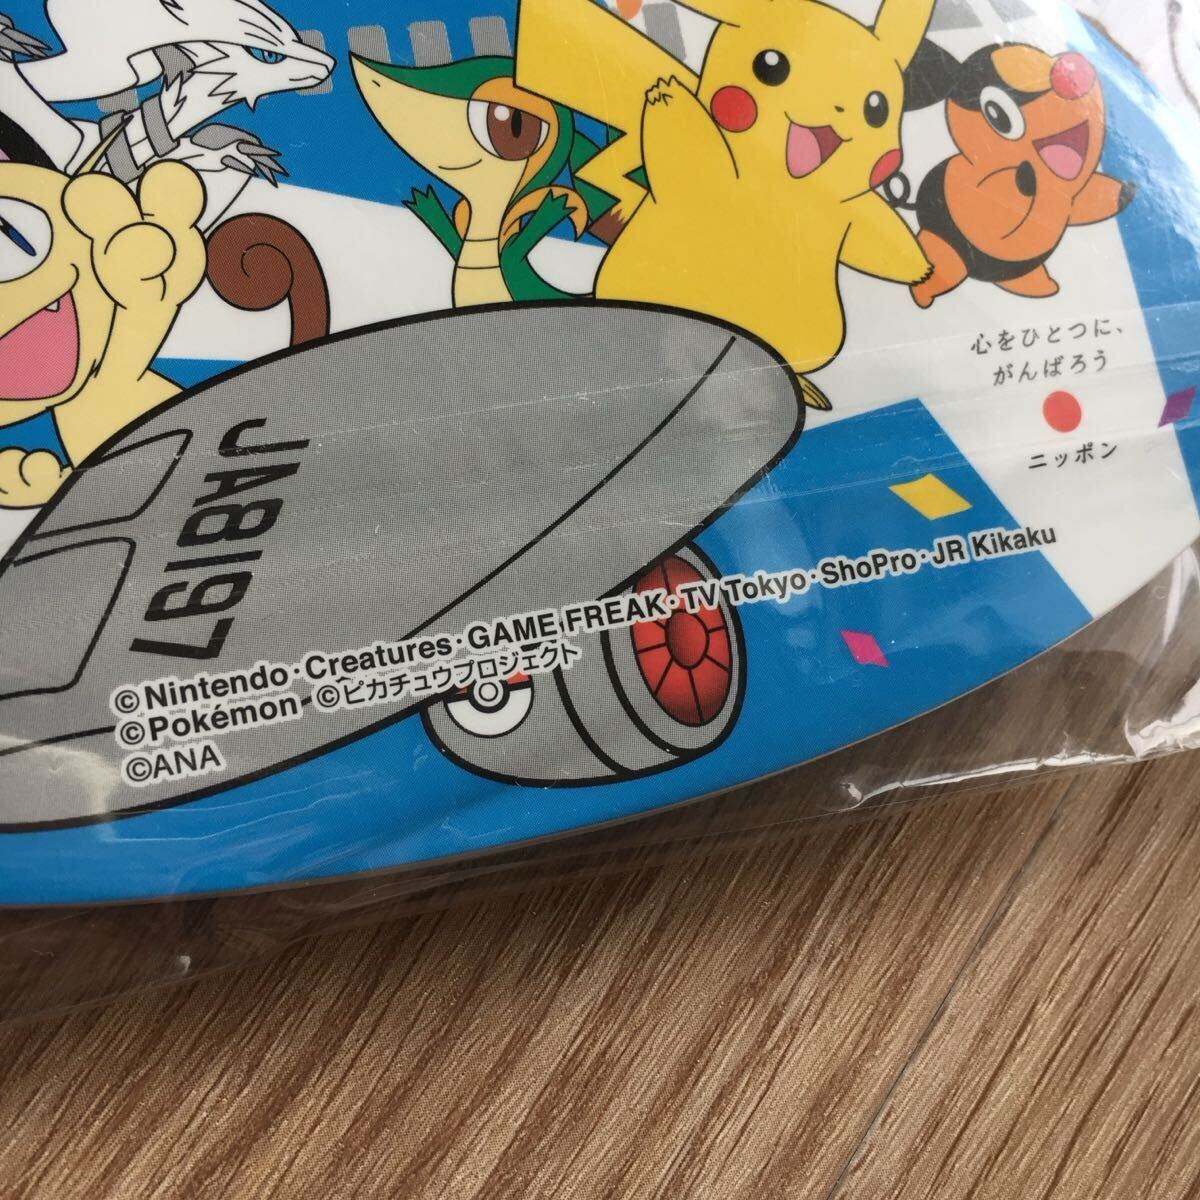 心をひとつに、
がんばろう
ニッポン
JA8197
©Nintendo・Creatures・GAME FREAK・TV Tokyo・ShoPro・JR Kikaku
©Pokémon ©ピカチュウプロジェクト
©ANA